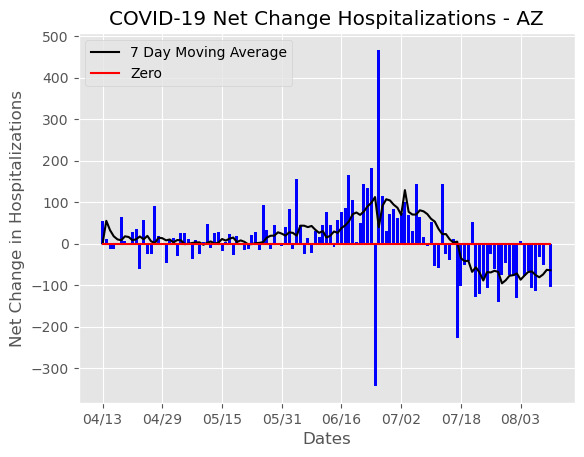 COVID-19 Net Change Hospitalizations - AZ
7 Day Moving Average
Zero
Net Change in Hospitalizations
500
400
300
200
100
0
−100
−200
−300
04/13 04/29 05/15 05/31 06/16 07/02 07/18 08/03
Dates